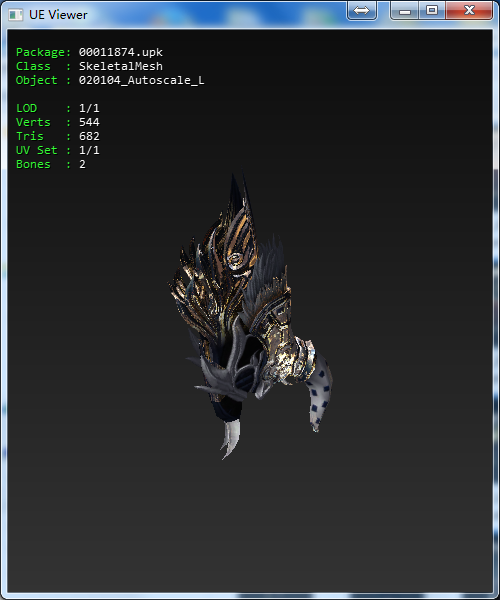 UE Viewer
Package: 00011874.upk
Class : SkeletalMesh
Object : 020104_Autoscale_L
LOD : 1/1
Verts : 544
Tris : 682
UV Set : 1/1
Bones : 2